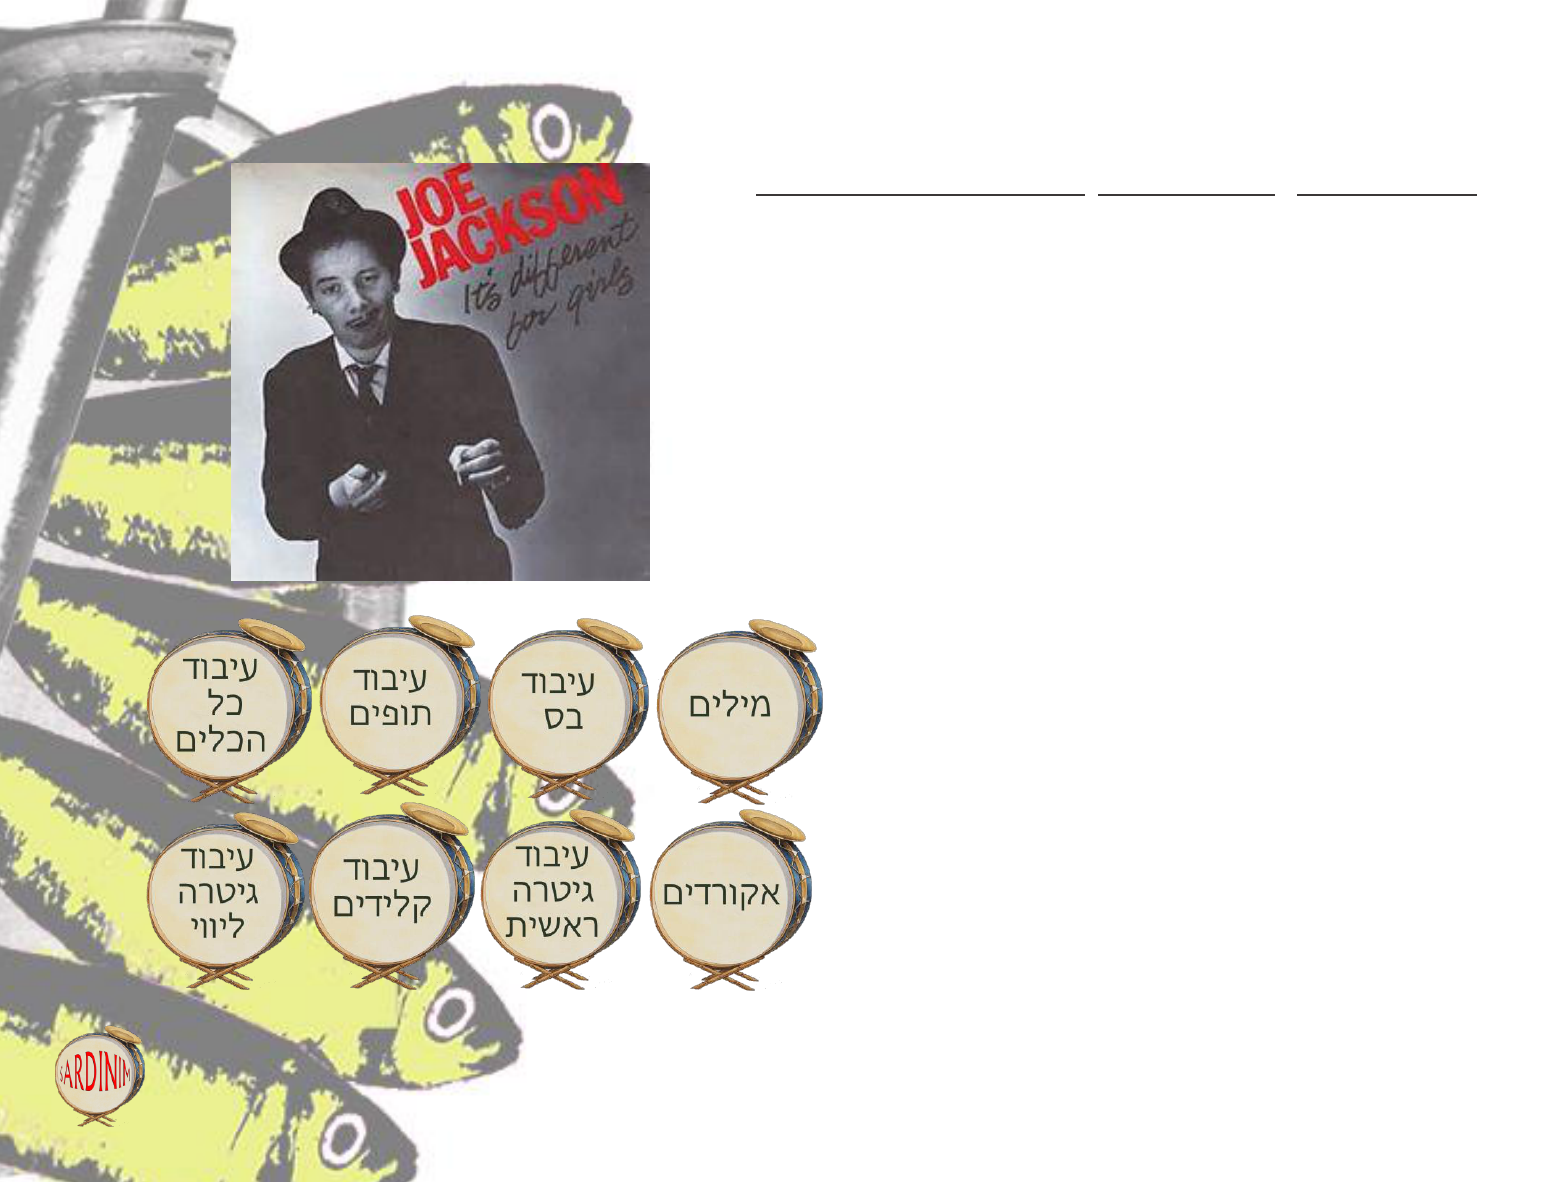 JOE
JACKSON
It's different
for girls
מילים
עיבוד
בס
עיבוד
תופים
עיבוד
כל
הכלים
אקורדים
עיבוד
גיטרה
ראשית
עיבוד
קלידים
עיבוד
גיטרה
ליווי
SARDINIM